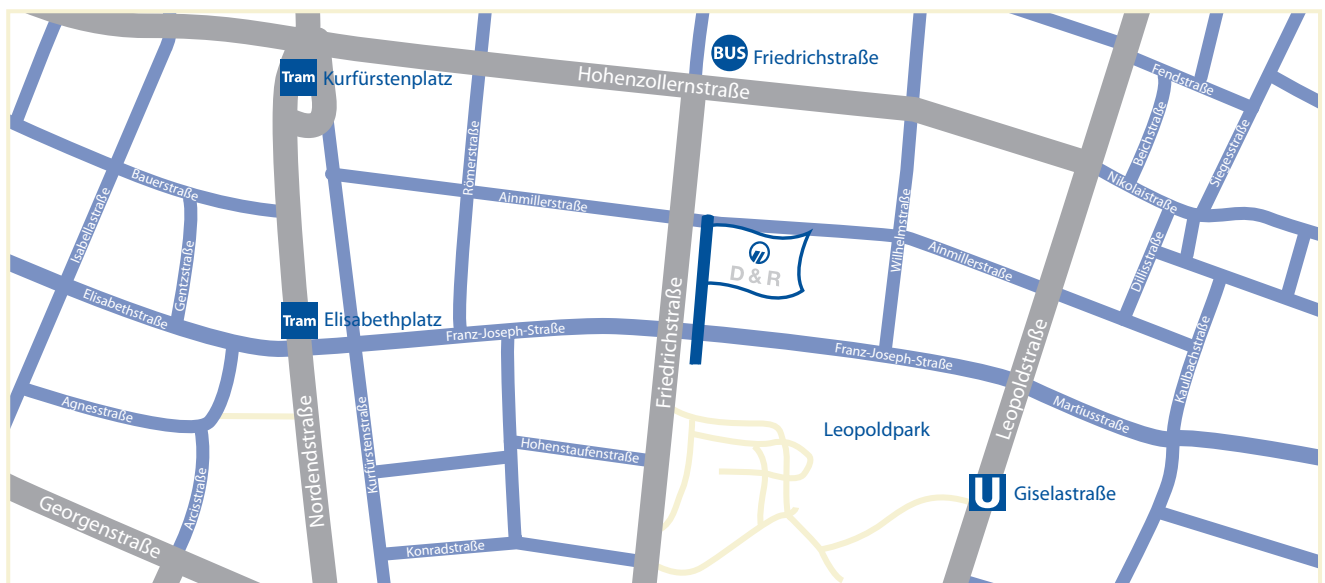 BUS Friedrichstraße
Tram Kurfürstenplatz
Hohenzollernstraße
Fendstraße
Beichstraße
Siegesstraße
Römerstraße
Bauerstraße
Ainmillerstraße
Nikolaistraße
Isabellastraße
Gentzstraße
Wilhelmstraße
Ainmillerstraße
Dillisstraße
D & R
Elisabethstraße
Tram Elisabethplatz
Franz-Joseph-Straße
Friedrichstraße
Franz-Joseph-Straße
Leopoldstraße
Kaulbachstraße
Agnesstraße
Martiusstraße
Leopoldpark
Hohenstaufenstraße
Kurfürstenstraße
Nordendstraße
Arcisstraße
U Giselastraße
Georgenstraße
Konradstraße